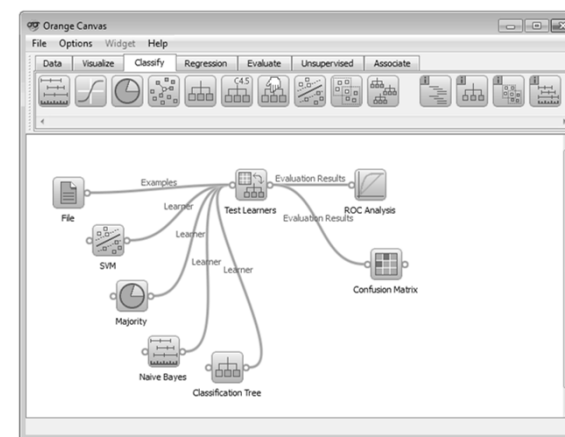 Orange Canvas
File Options Widget Help
Data Visualize Classify Regression Evaluate Unsupervised Associate
C4.5
Examples
Evaluation Results
File
Learner
Test Learners
ROC Analysis
Evaluation Results
Learner
SVM
Learner
Learner
Confusion Matrix
Majority
Naive Bayes
Classification Tree